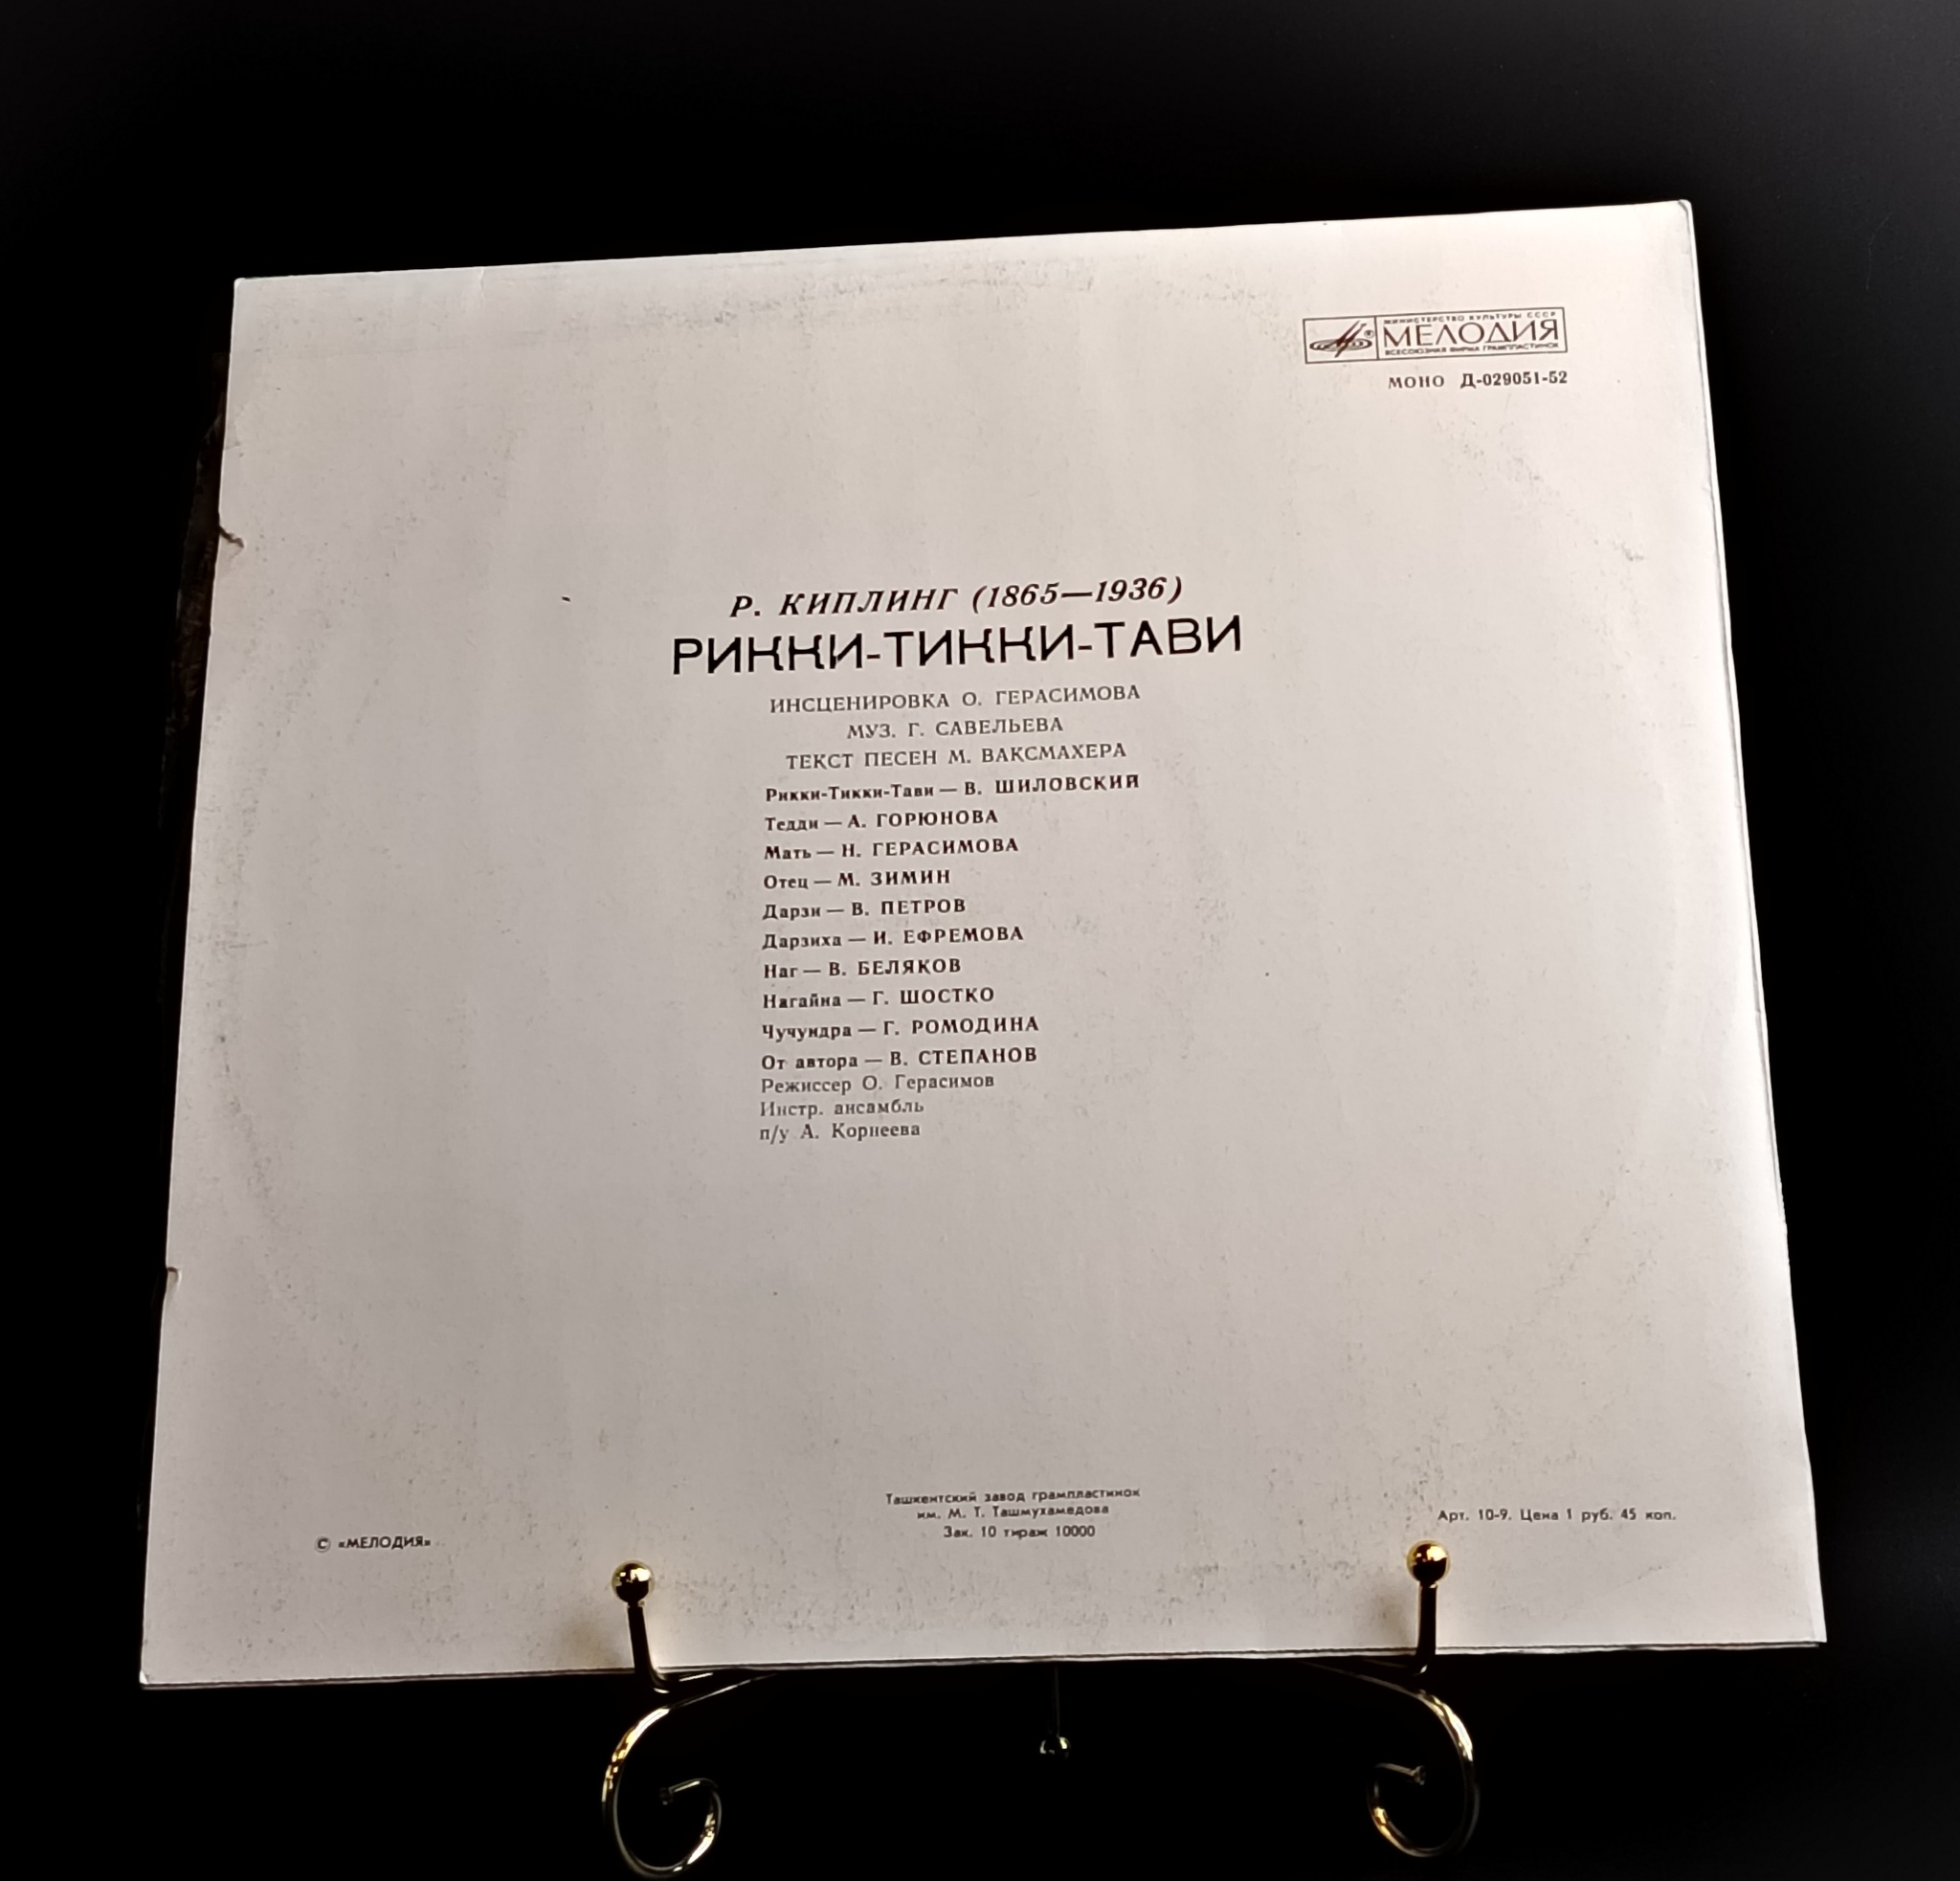 МИНИСТЕРСТВО КУЛЬТУРЫ СССР
МЕЛОДИЯ
ВСЕСОЮЗНАЯ ФИРМА ГРАМПЛАСТИНОК
МОНО Д-029051-52
Р. КИПЛИНГ (1865—1936)
РИККИ-ТИККИ-ТАВИ
ИНСЦЕНИРОВКА О. ГЕРАСИМОВА
МУЗ. Г. САВЕЛЬЕВА
ТЕКСТ ПЕСЕН М. ВАКСМАХЕРА
Рикки-Тикки-Тави — В. ШИЛОВСКИЙ
Тедди — А. ГОРЮНОВА
Мать — Н. ГЕРАСИМОВА
Отец — М. ЗИМИН
Дарзи — В. ПЕТРОВ
Дарзиха — И. ЕФРЕМОВА
Наг — В. БЕЛЯКОВ
Нагайна — Г. ШОСТКО
Чучундра — Г. РОМОДИНА
От автора — В. СТЕПАНОВ
Режиссер О. Герасимов
Инстр. ансамбль
п/у А. Корнеева
Ташкентский завод грампластинок
им. М. Т. Ташмухамедова
Зак. 10 тираж 10000
Арт. 10-9. Цена 1 руб. 45 коп.
© «МЕЛОДИЯ»